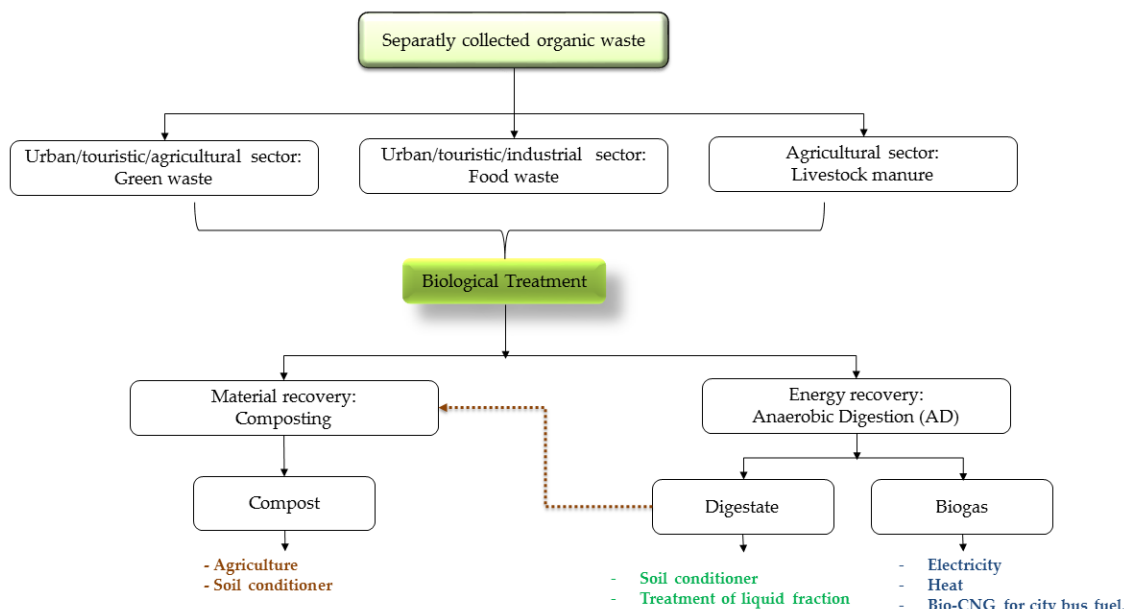 Separatly collected organic waste
Urban/touristic/agricultural sector:
Green waste
Urban/touristic/industrial sector:
Food waste
Agricultural sector:
Livestock manure
Biological Treatment
Material recovery:
Composting
Energy recovery:
Anaerobic Digestion (AD)
Compost
Digestate
Biogas
- Agriculture
- Soil conditioner
- Soil conditioner
- Treatment of liquid fraction
- Electricity
- Heat
- Bio-CNG for city bus fuel.